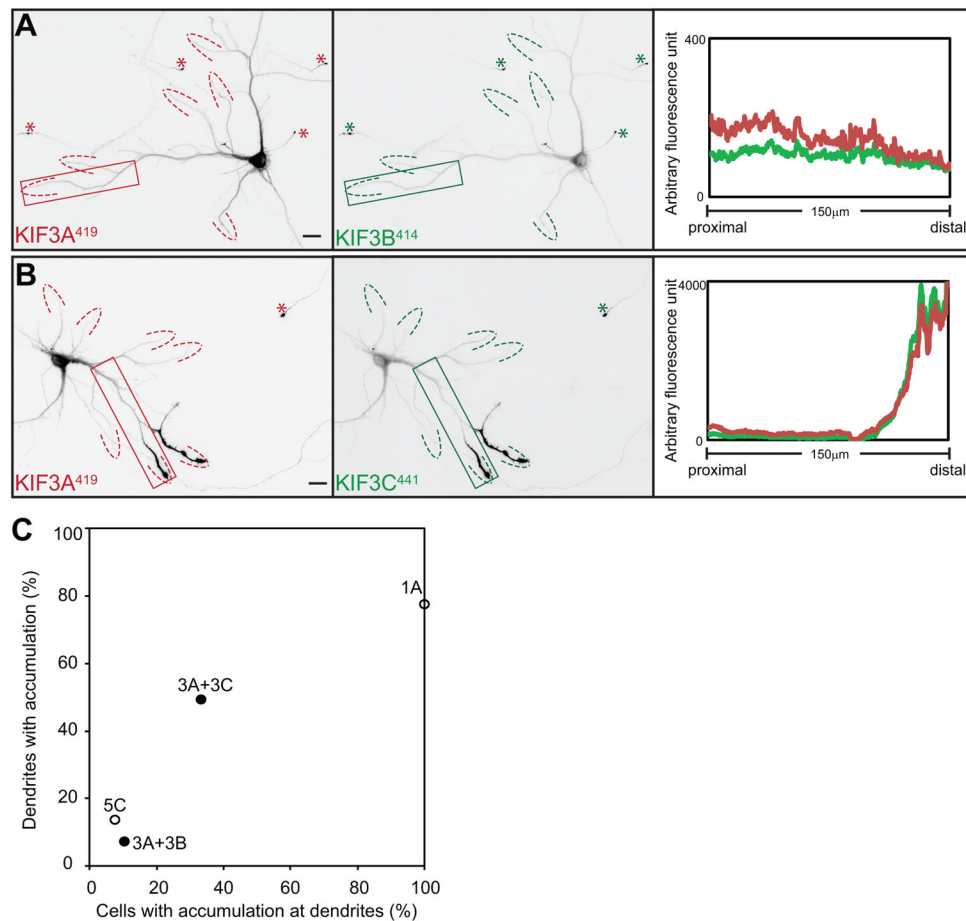 A
*
*
*
*
KIF3A⁴¹⁹
*
*
*
*
KIF3B⁴¹⁴
Arbitrary fluorescence unit
400
0
150µm
proximal
distal
B
*
KIF3A⁴¹⁹
*
KIF3C⁴⁴¹
Arbitrary fluorescence unit
4000
0
150µm
proximal
distal
C
Dendrites with accumulation (%)
100
80
60
40
20
0
1A
3A+3C
5C
3A+3B
0 20 40 60 80 100
Cells with accumulation at dendrites (%)